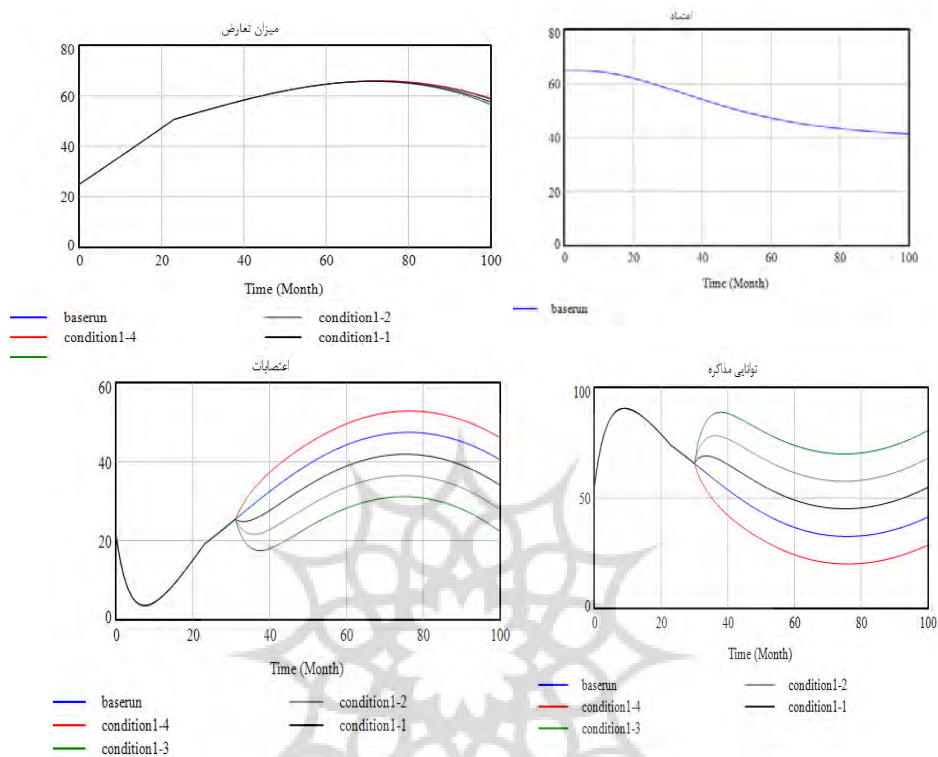 میزان تعارض
80
60
40
20
0
0 20 40 60 80 100
Time (Month)
baserun
condition1-2
condition1-4
condition1-1
اعتماد
80
60
40
20
0
0 20 40 60 80 100
Time (Month)
baserun
اعتصابات
60
40
20
0
0 20 40 60 80 100
Time (Month)
baserun
condition1-2
condition1-4
condition1-1
condition1-3
توانایی مذاکره
100
50
0
0 20 40 60 80 100
Time (Month)
baserun
condition1-2
condition1-4
condition1-1
condition1-3